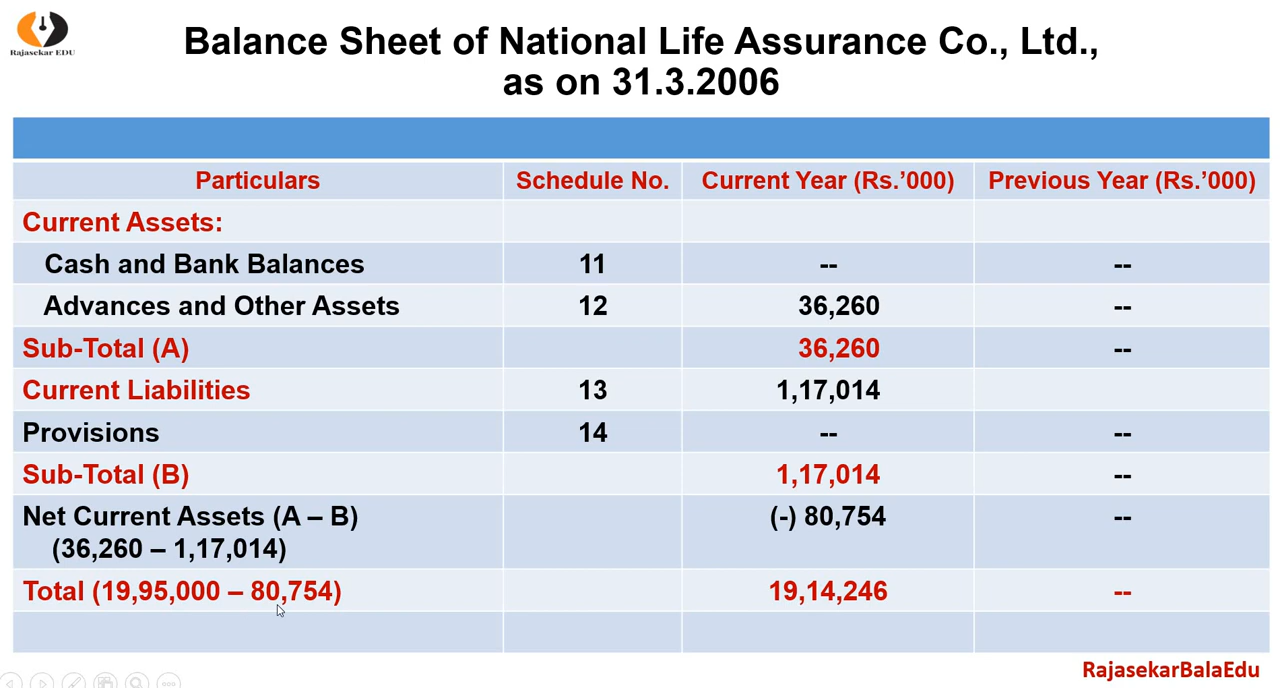 Rajasekar EDU
Balance Sheet of National Life Assurance Co., Ltd.,
as on 31.3.2006
Particulars Schedule No. Current Year (Rs.’000) Previous Year (Rs.’000)
Current Assets:
Cash and Bank Balances 11 -- --
Advances and Other Assets 12 36,260 --
Sub-Total (A) 36,260 --
Current Liabilities 13 1,17,014
Provisions 14 -- --
Sub-Total (B) 1,17,014 --
Net Current Assets (A – B) (-) 80,754 --
(36,260 – 1,17,014)
Total (19,95,000 – 80,754) 19,14,246 --
RajasekarBalaEdu